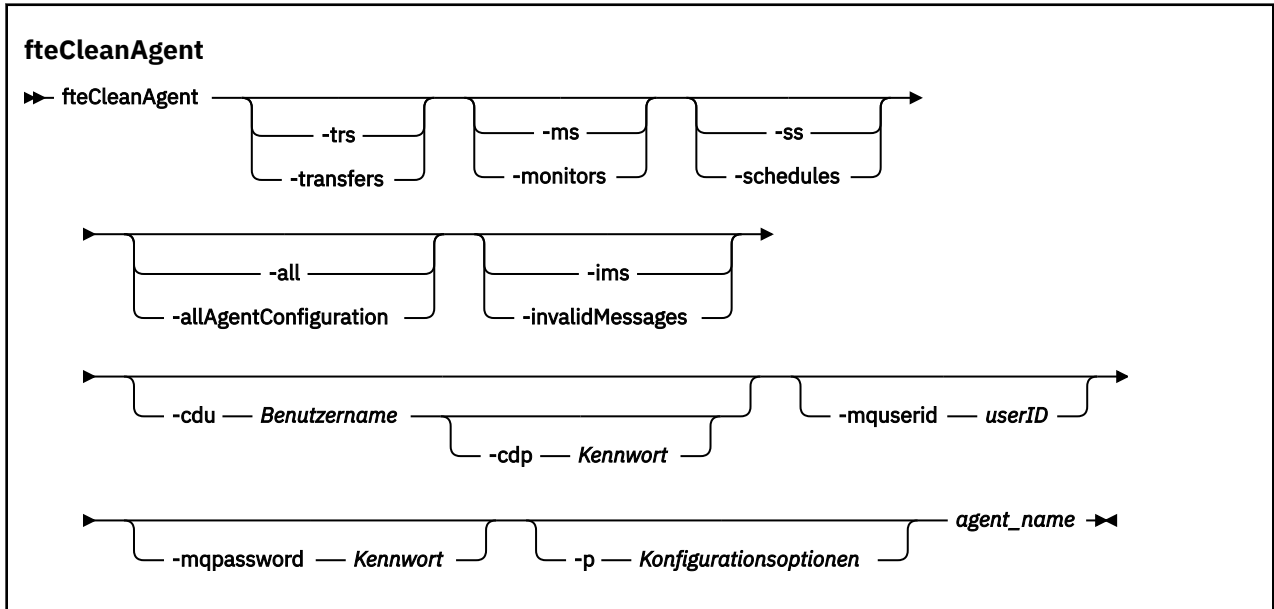 fteCleanAgent
fteCleanAgent
-trs -ms -ss
-transfers -monitors -schedules
-all -ims
-allAgentConfiguration -invalidMessages
-cdu Benutzername -mquserid userID
-cdp Kennwort
agent_name
-mqpassword Kennwort -p Konfigurationsoptionen